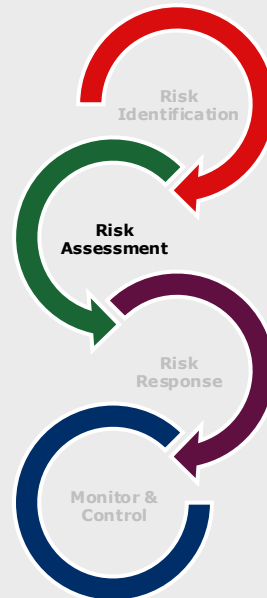 Risk
Identification
Risk
Assessment
Risk
Response
Monitor &
Control